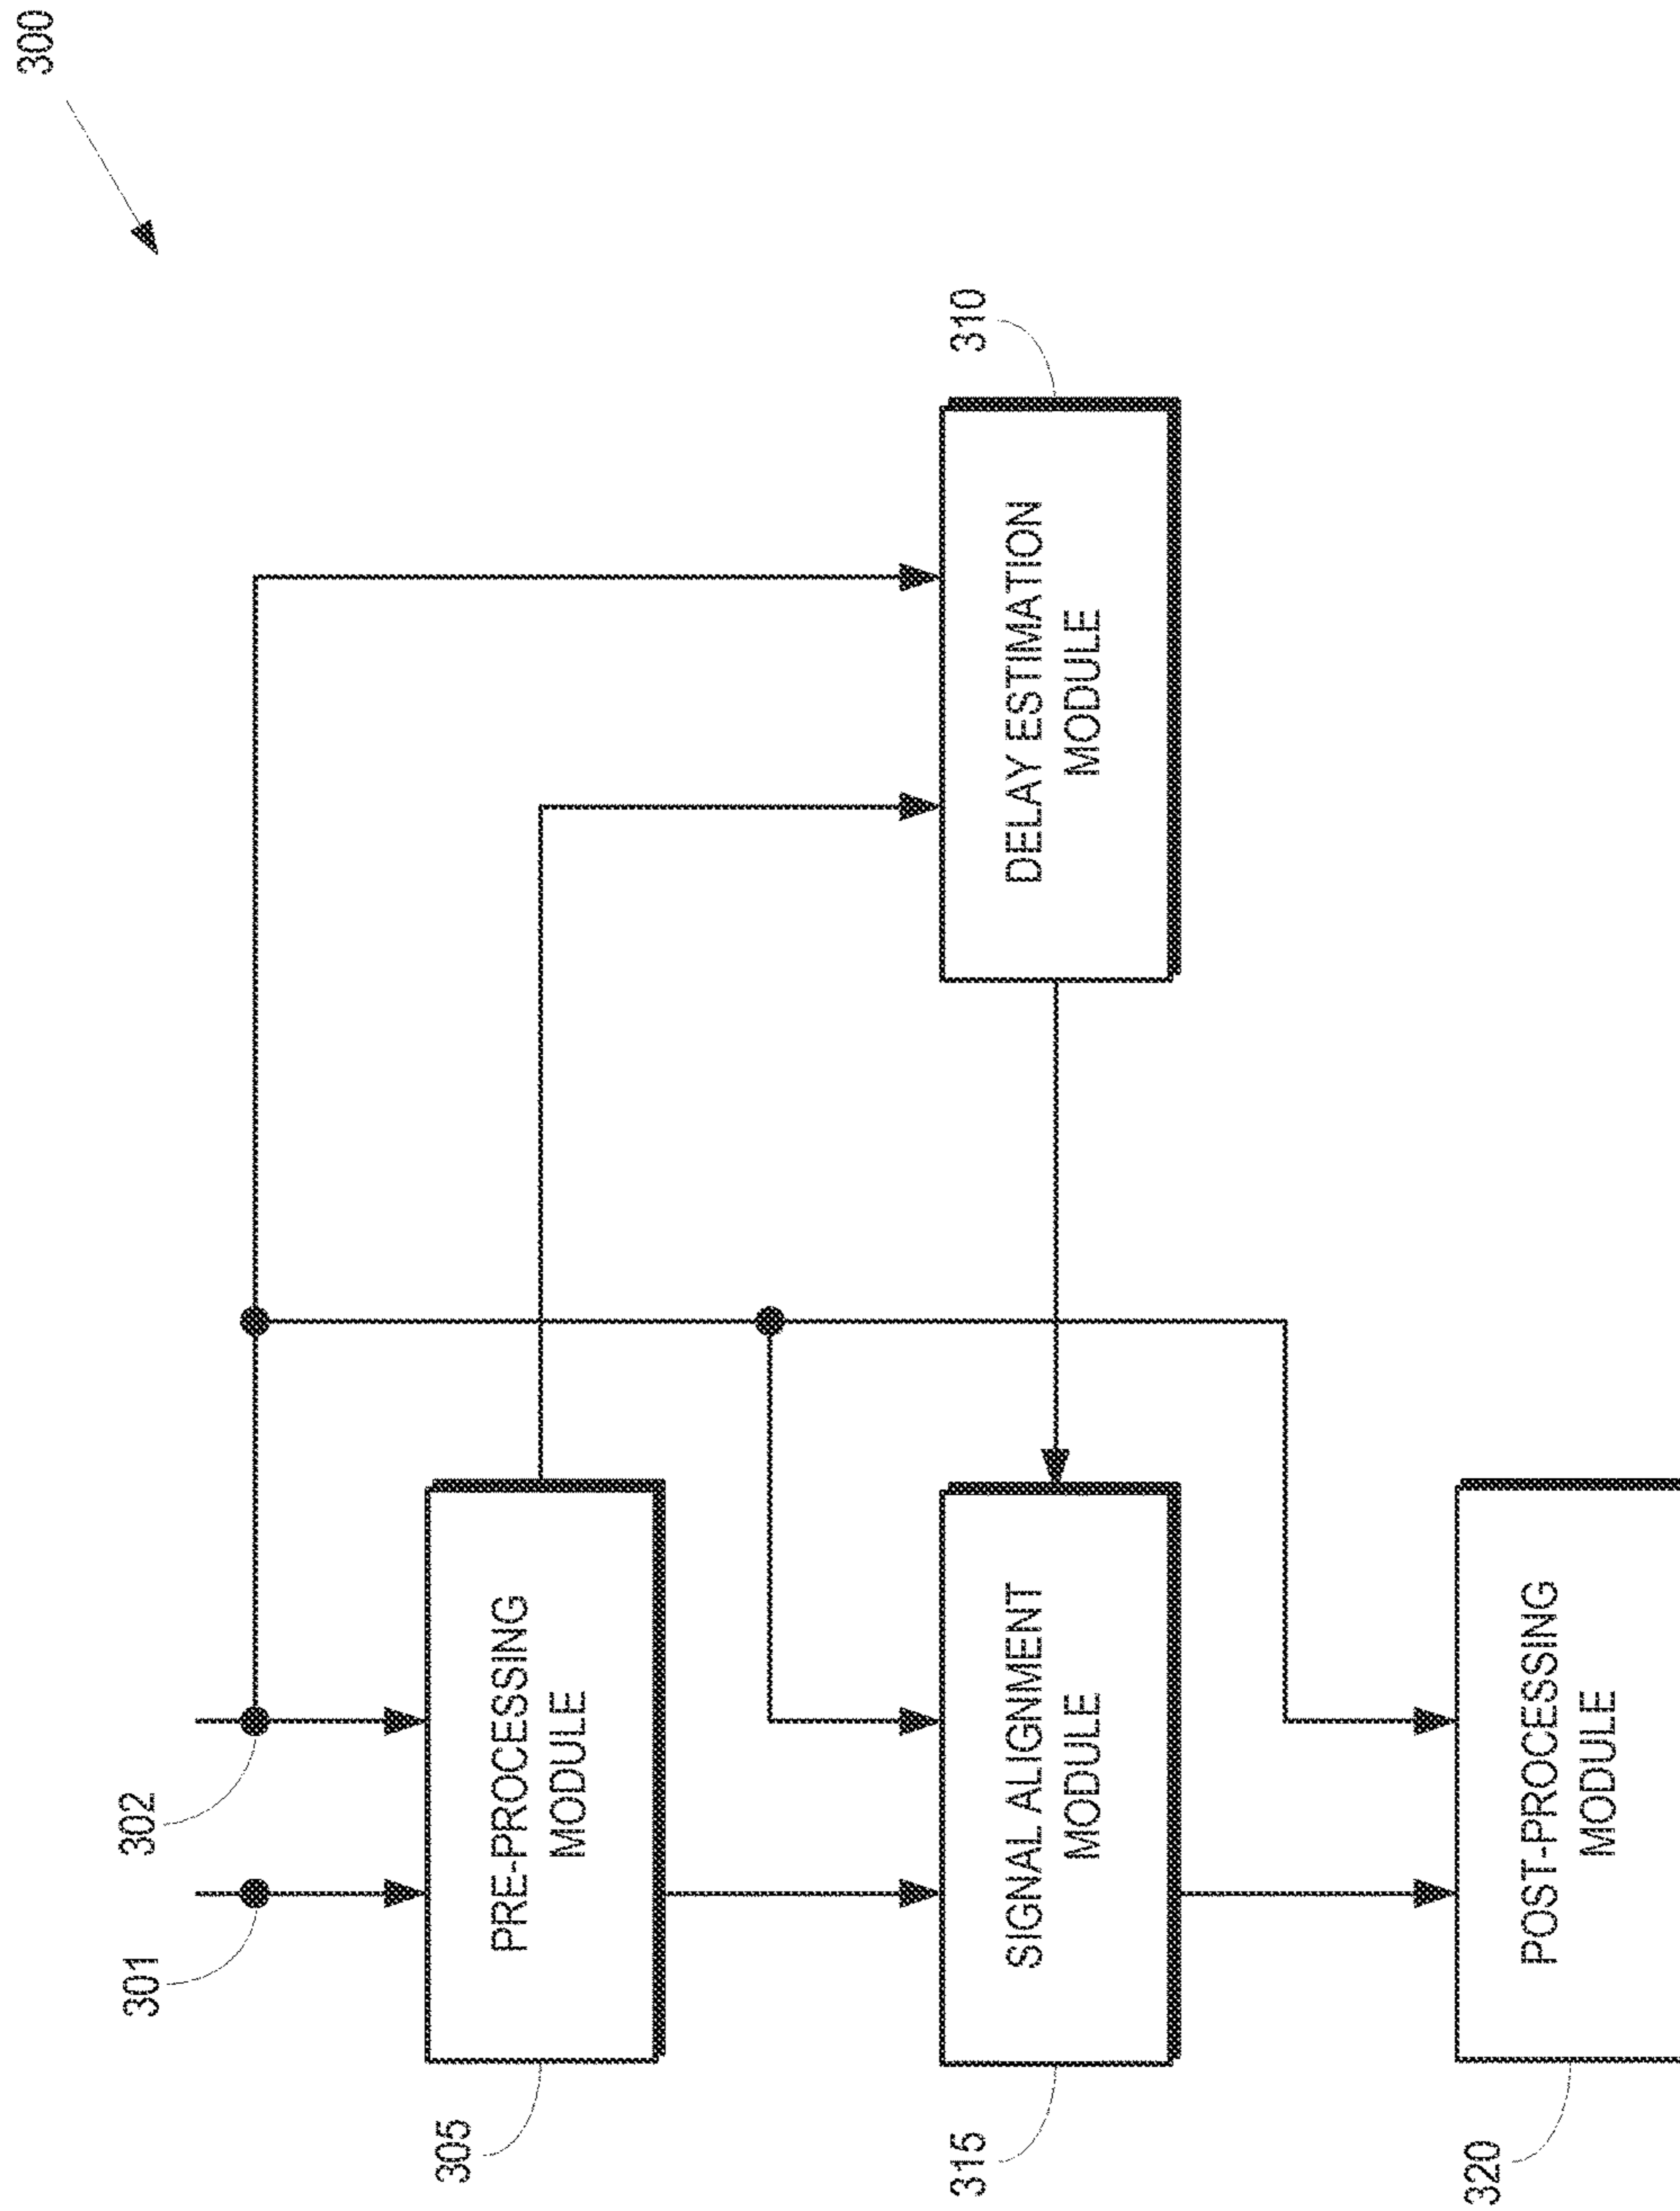 300
302
301
305
PRE-PROCESSING
MODULE
310
DELAY ESTIMATION
MODULE
315
SIGNAL ALIGNMENT
MODULE
320
POST-PROCESSING
MODULE